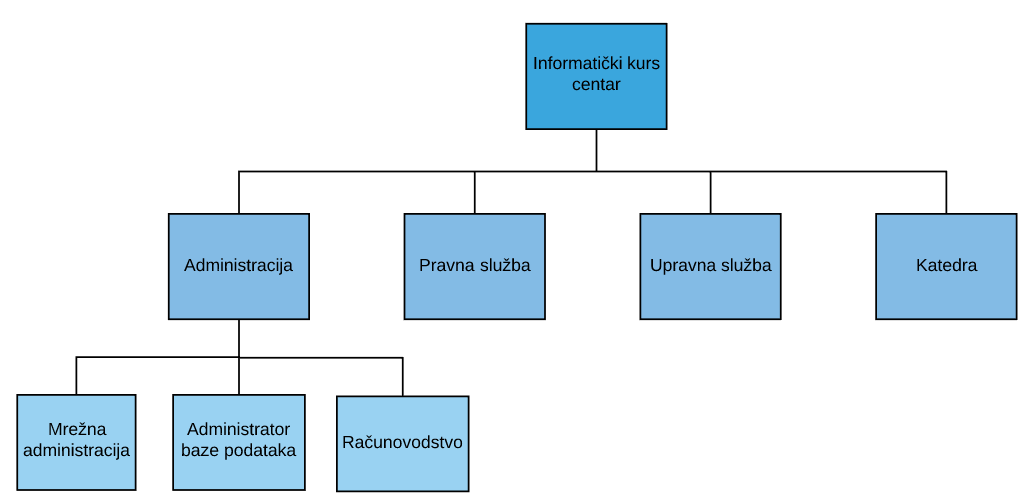 Informatički kurs
centar
Administracija
Pravna služba
Upravna služba
Katedra
Mrežna
administracija
Administrator
baze podataka
Računovodstvo